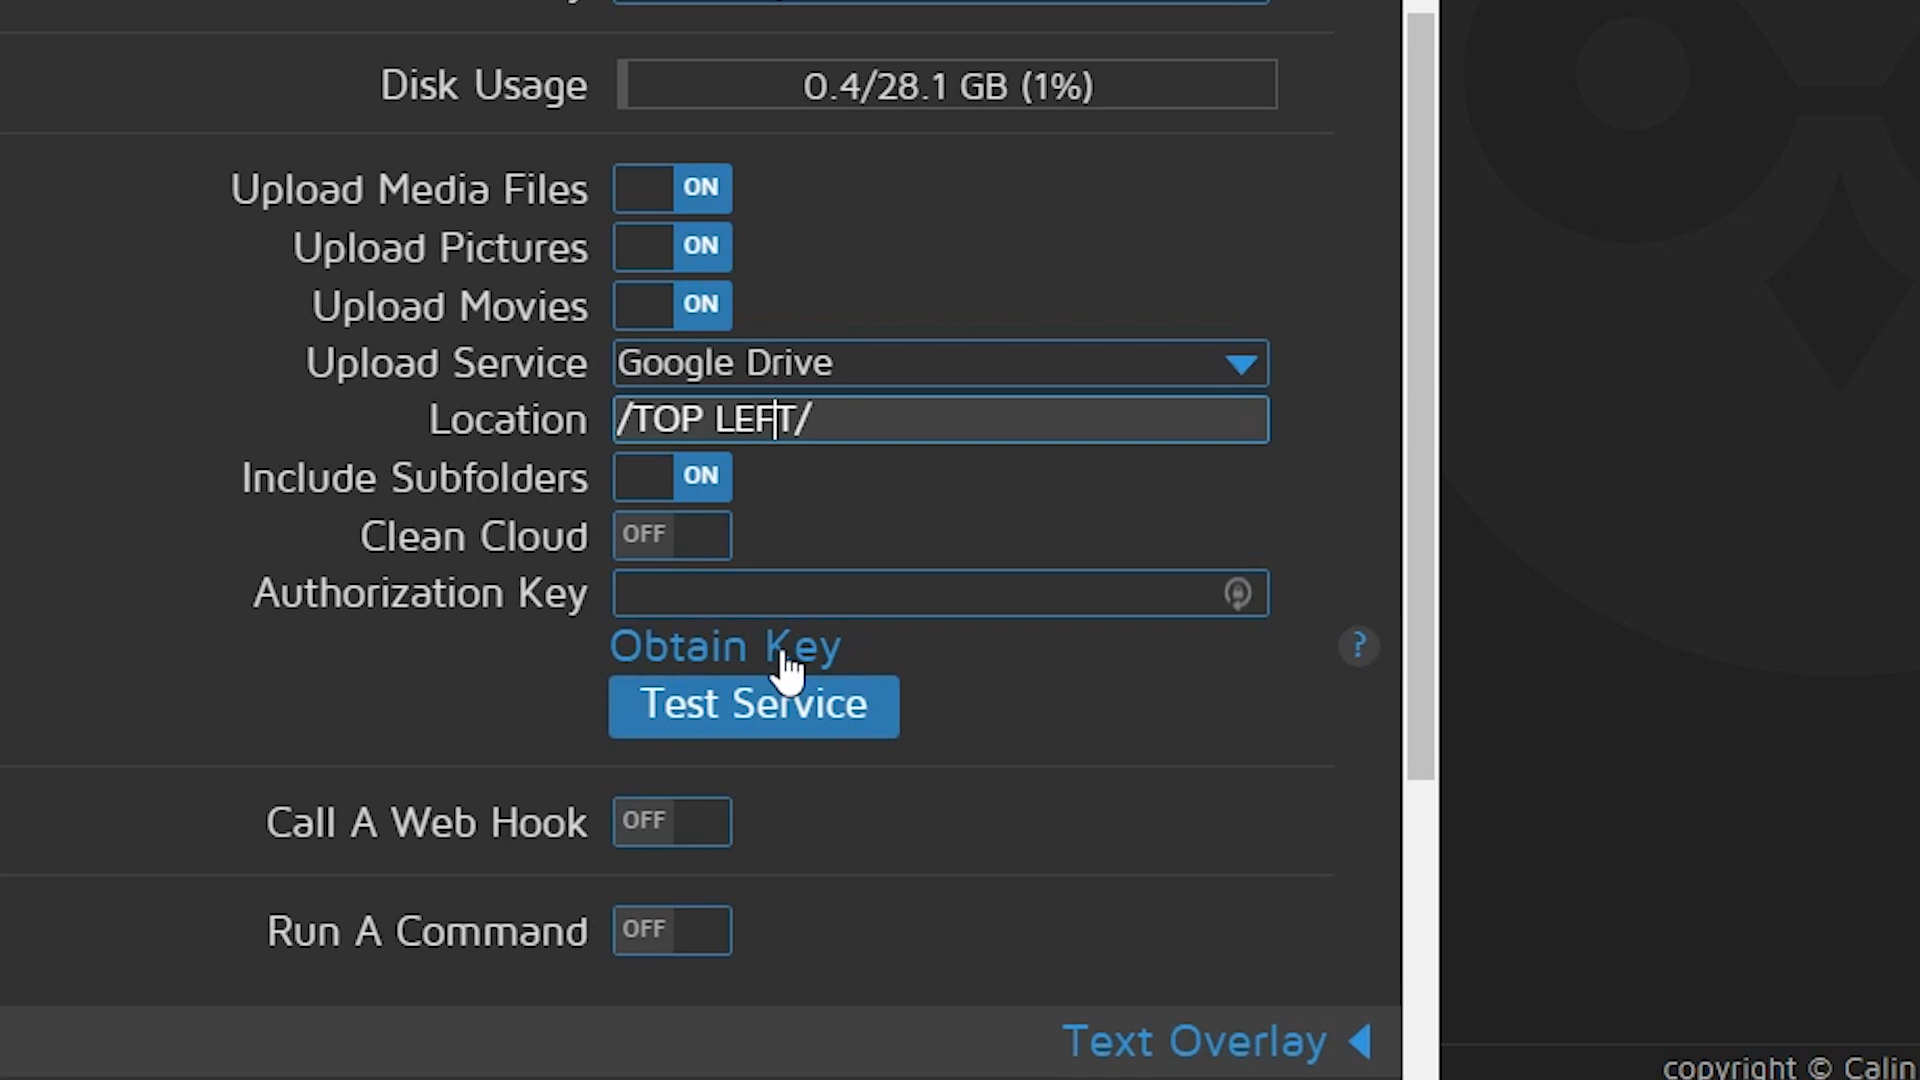 Disk Usage 0.4/28.1 GB (1%)
Upload Media Files ON
Upload Pictures ON
Upload Movies ON
Upload Service Google Drive
Location /TOP LEFT/
Include Subfolders ON
Clean Cloud OFF
Authorization Key
Obtain Key ?
Test Service
Call A Web Hook OFF
Run A Command OFF
Text Overlay
copyright © Calin